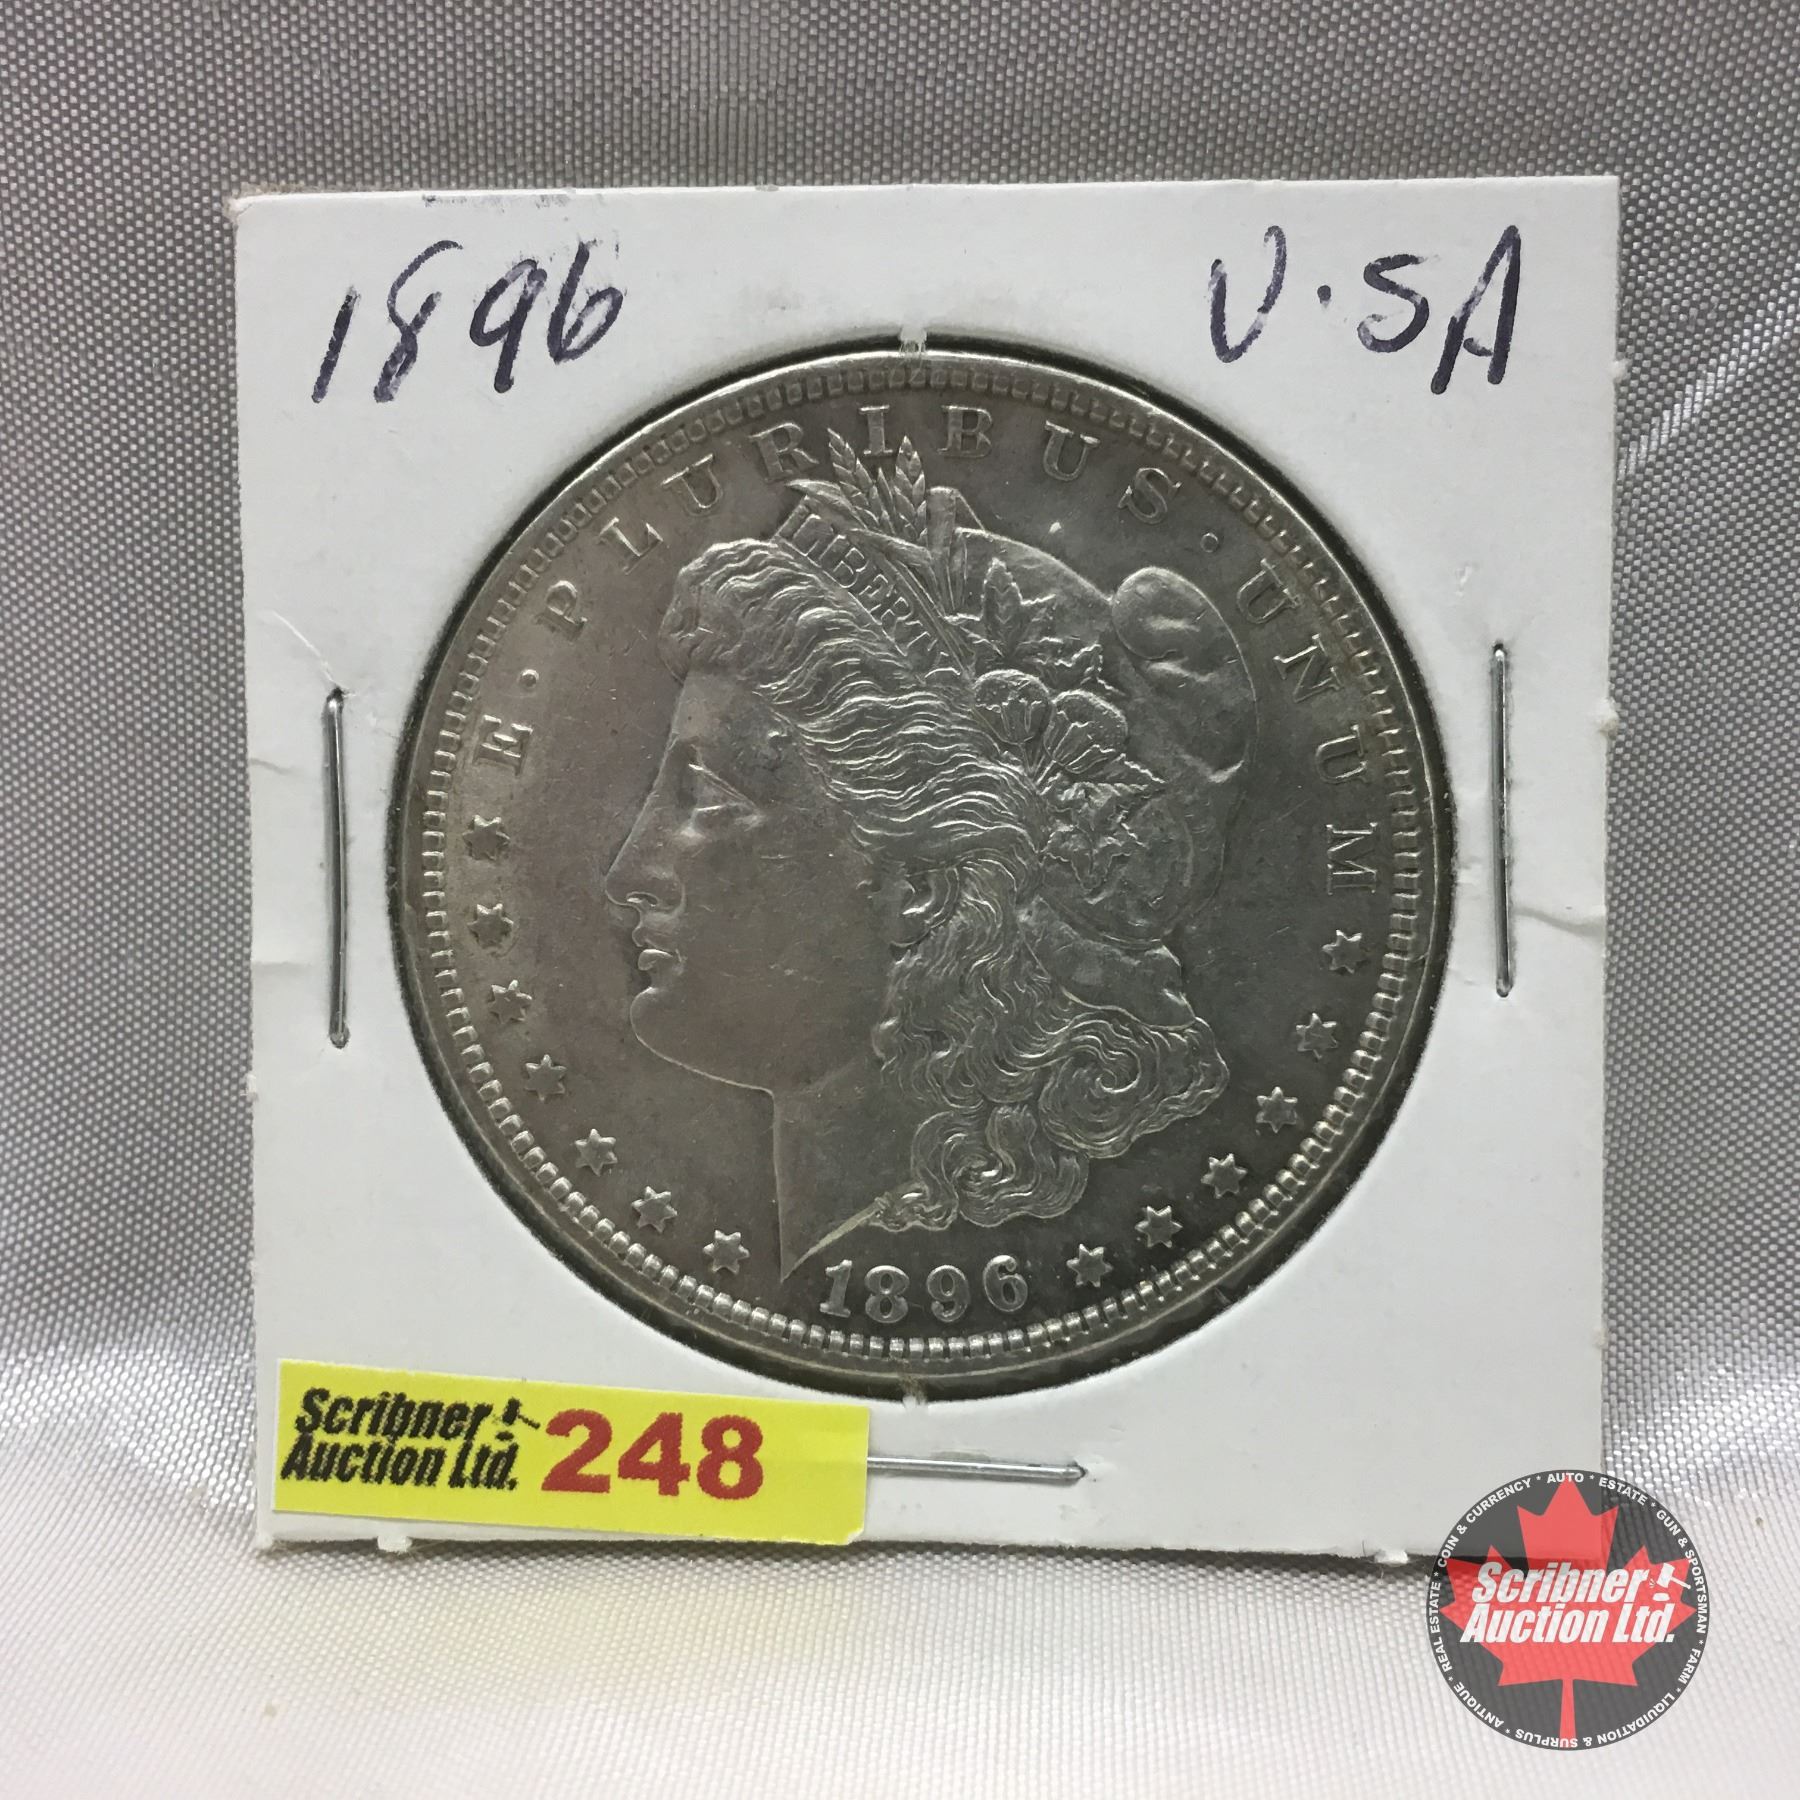 1896 U.S.A
E · PLURIBUS · UNUM
LIBERTY
1896
Scribner
Auction Ltd. 248
COIN & CURRENCY * AUTO * ESTATE * GUN & SPORTSMAN * FARM * LIQUIDATION & SURPLUS * ANTIQUE * REAL ESTATE *
Scribner
Auction Ltd.